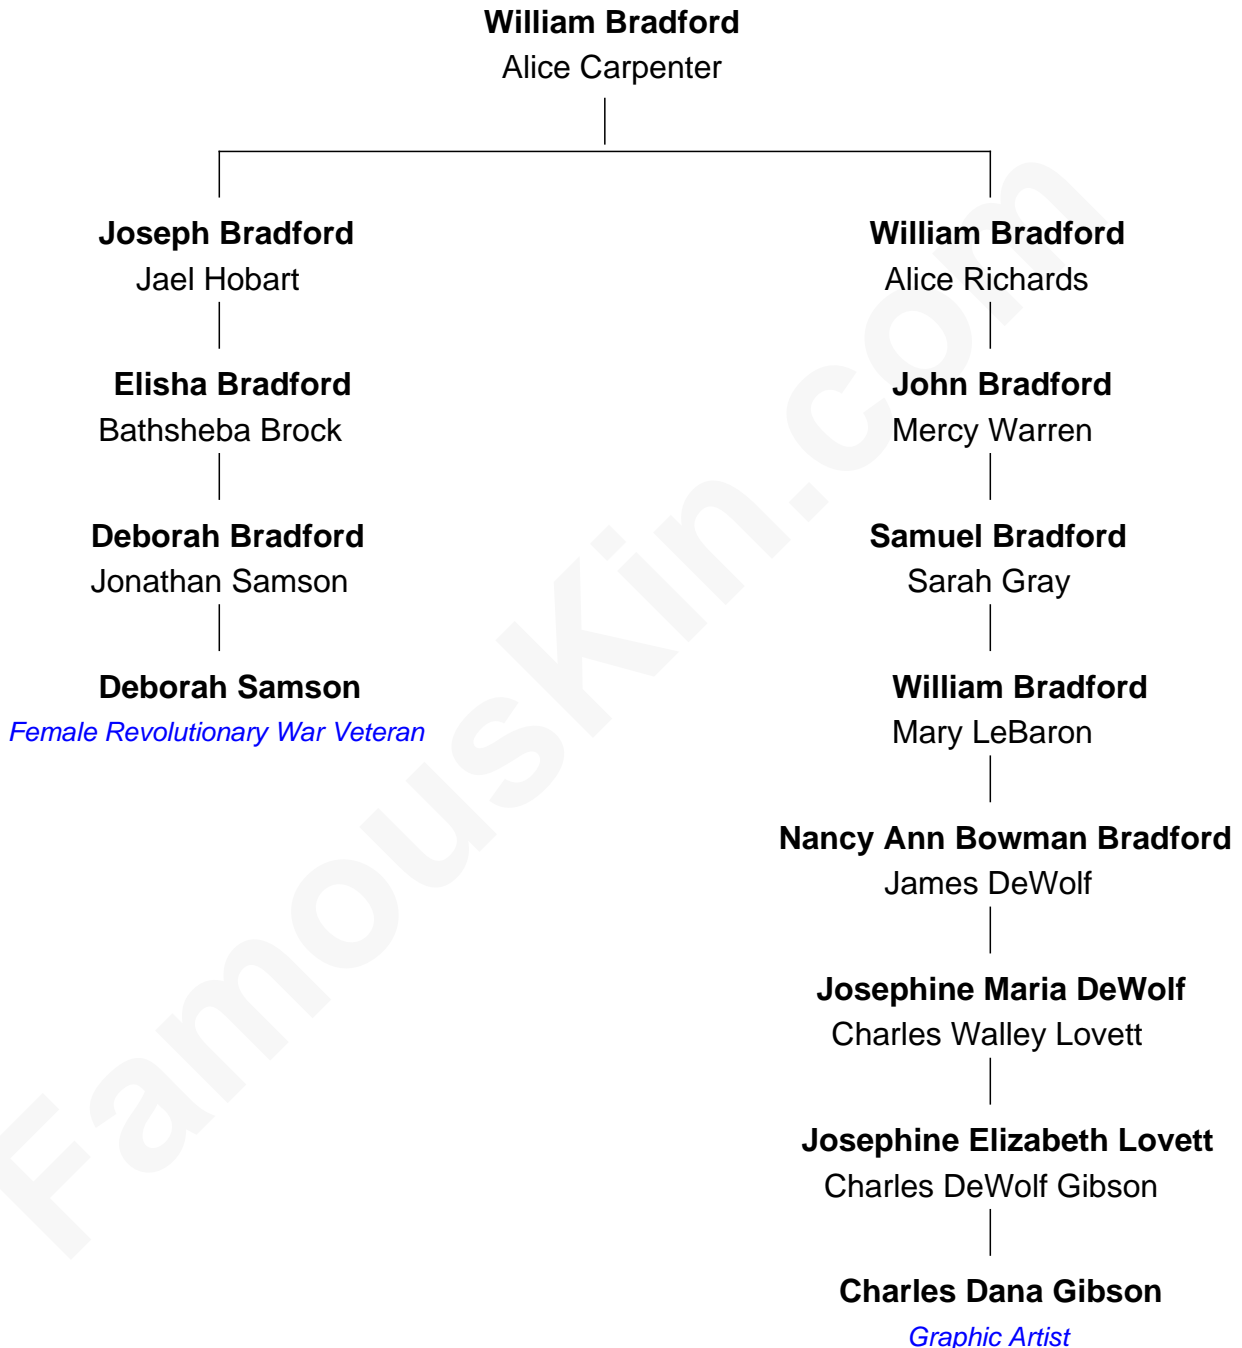 William Bradford
Alice Carpenter
Joseph Bradford
Jael Hobart
Elisha Bradford
Bathsheba Brock
Deborah Bradford
Jonathan Samson
Deborah Samson
Female Revolutionary War Veteran
William Bradford
Alice Richards
John Bradford
Mercy Warren
Samuel Bradford
Sarah Gray
William Bradford
Mary LeBaron
Nancy Ann Bowman Bradford
James DeWolf
Josephine Maria DeWolf
Charles Walley Lovett
Josephine Elizabeth Lovett
Charles DeWolf Gibson
Charles Dana Gibson
Graphic Artist
FamousKin.com